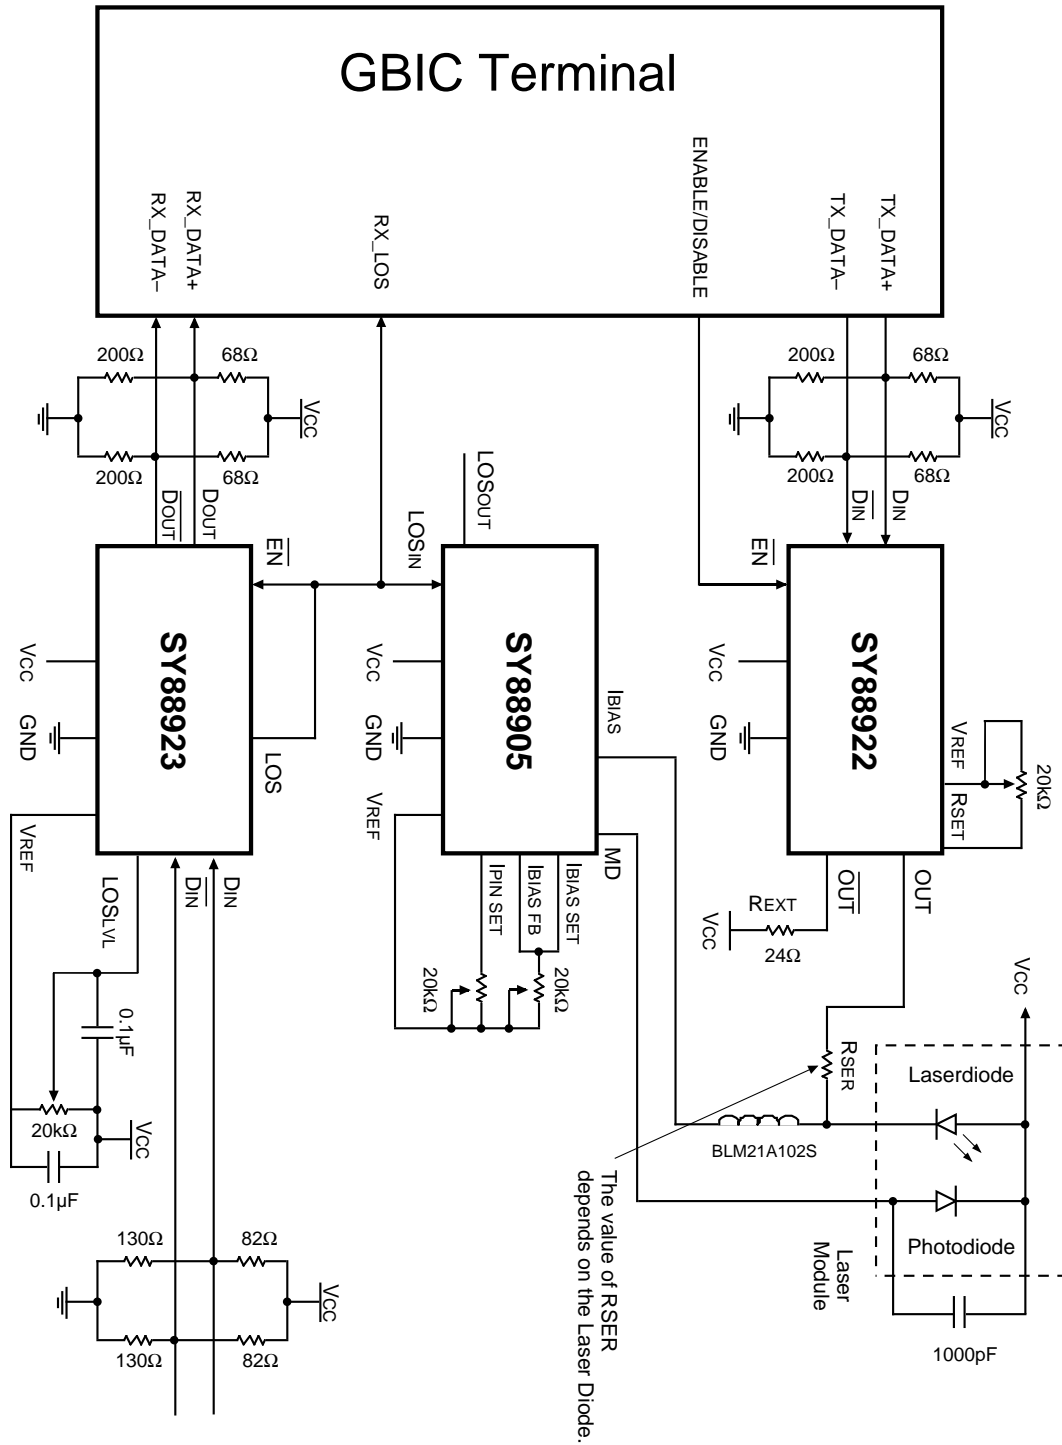 GBIC Terminal
RX_DATA–
RX_DATA+
RX_LOS
ENABLE/DISABLE
TX_DATA–
TX_DATA+
200Ω
68Ω
VCC
200Ω
68Ω
200Ω
68Ω
VCC
200Ω
68Ω
DOUT
DOUT
EN
LOSIN
LOSOUT
EN
DIN
DIN
SY88923
VCC
GND
LOS
VREF
LOSLVL
DIN
DIN
SY88905
VCC
GND
VREF
IBIAS
MD
IPIN SET
IBIAS FB
IBIAS SET
20kΩ
20kΩ
SY88922
VCC
GND
VREF
RSET
20kΩ
OUT
OUT
REXT
24Ω
VCC
VCC
0.1µF
20kΩ
VCC
0.1µF
RSER
BLM21A102S
Laserdiode
Photodiode
Laser
Module
1000pF
The value of RSER
depends on the Laser Diode.
130Ω
82Ω
VCC
130Ω
82Ω